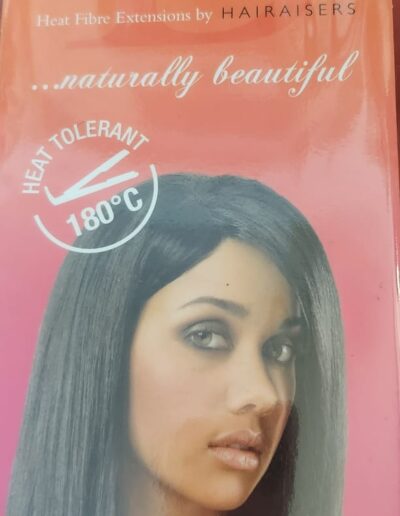 Heat Fibre Extensions by HAIRAISERS
...naturally beautiful
HEAT TOLERANT
180°C